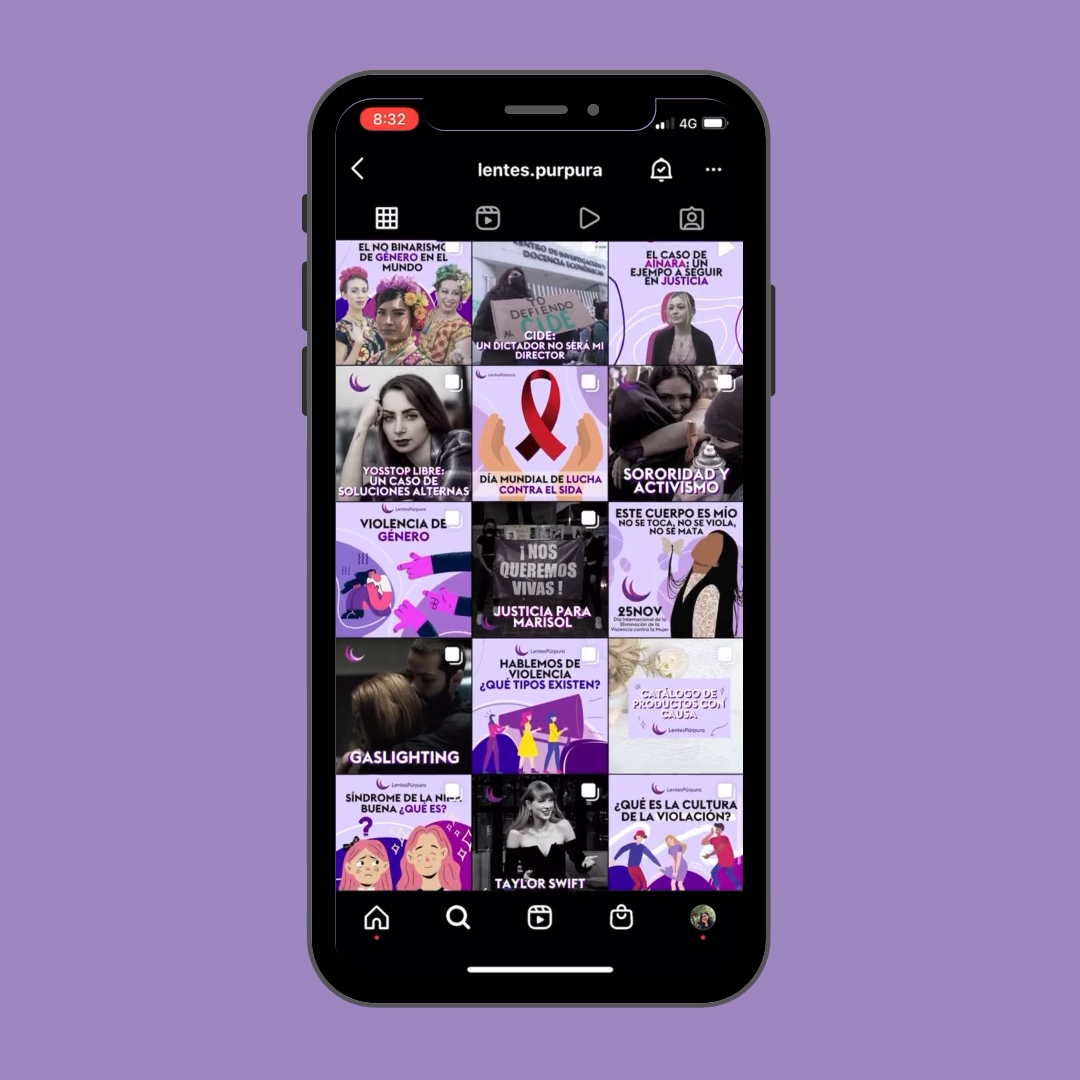 8:32
4G
lentes.purpura
EL NO BINARISMO
DE GÉNERO EN EL
MUNDO
CENTRO DE INVESTIGACIÓN
DOCENCIA ECONÓMICAS
YO
DEFIENDO
AL CIDE
CIDE:
UN DICTADOR NO SERÁ MI
DIRECTOR
EL CASO DE
AINARA: UN
EJEMPO A SEGUIR
EN JUSTICIA
YOSSTOP LIBRE:
UN CASO DE
SOLUCIONES ALTERNAS
LentesPúrpura
DÍA MUNDIAL DE LUCHA
CONTRA EL SIDA
SORORIDAD Y
ACTIVISMO
LentesPúrpura
VIOLENCIA DE
GÉNERO
¡NOS
QUEREMOS
VIVAS!
JUSTICIA PARA
MARISOL
ESTE CUERPO ES MÍO
NO SE TOCA, NO SE VIOLA,
NO SE MATA
25NOV
Día Internacional de la
Eliminación de la
Violencia contra la Mujer
GASLIGHTING
LentesPúrpura
HABLEMOS DE
VIOLENCIA
¿QUÉ TIPOS EXISTEN?
CATÁLOGO DE
PRODUCTOS CON
CAUSA
LentesPúrpura
LentesPúrpura
SÍNDROME DE LA NIÑA
BUENA ¿QUÉ ES?
?
TAYLOR SWIFT
LentesPúrpura
¿QUÉ ES LA CULTURA
DE LA VIOLACIÓN?